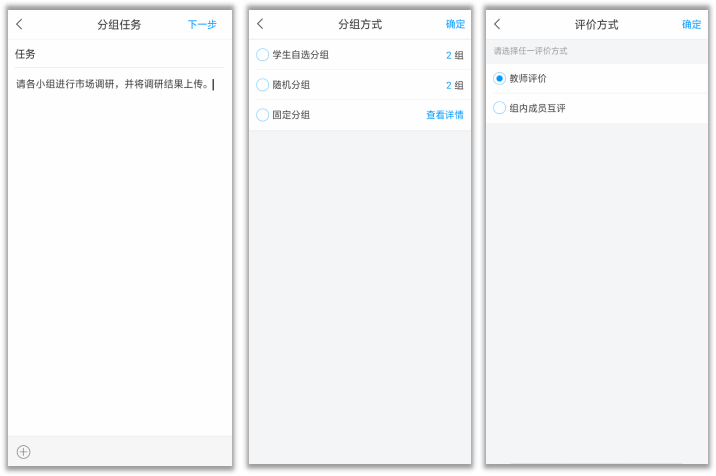 分组任务 下一步
任务
请各小组进行市场调研，并将调研结果上传。
分组方式 确定
学生自选分组 2 组
随机分组 2 组
固定分组 查看详情
评价方式 确定
请选择任一评价方式
教师评价
组内成员互评